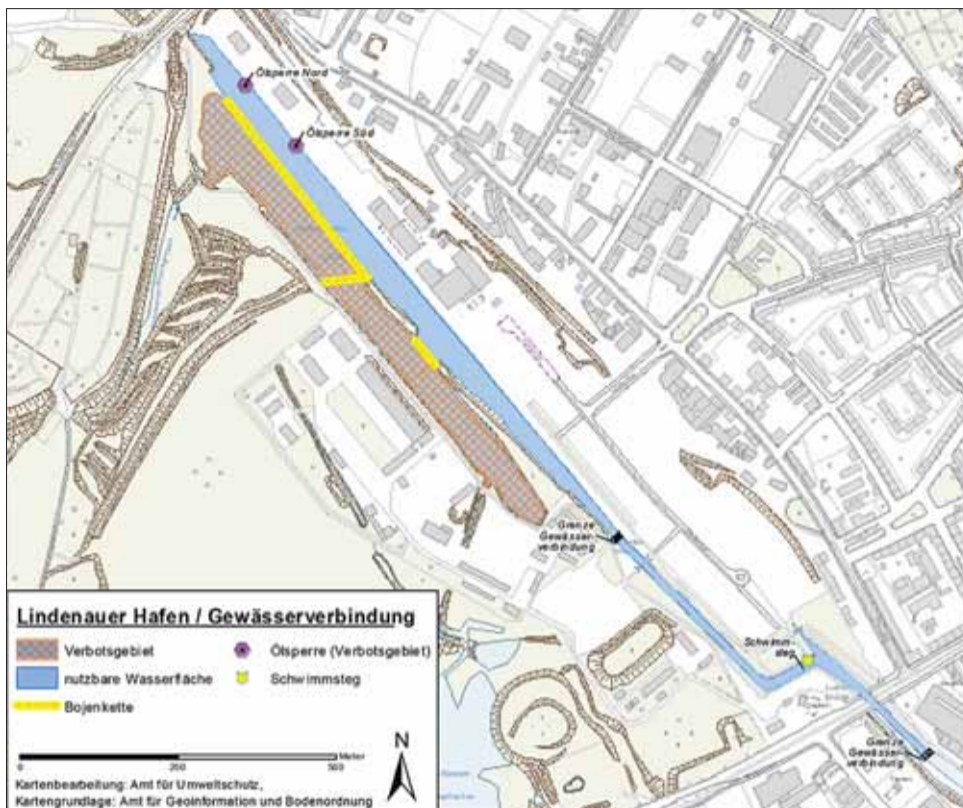 Ölsperre Nord
Ölsperre Süd
Grenze
Gewässer-
verbindung
Schwimm-
steg
Grenze
Gewässer-
verbindung
Lindenauer Hafen / Gewässerverbindung
Verbotsgebiet
Ölsperre (Verbotsgebiet)
nutzbare Wasserfläche
Schwimmsteg
Bojenkette
N
Meter
0 250 500
Kartenbearbeitung: Amt für Umweltschutz,
Kartengrundlage: Amt für Geoinformation und Bodenordnung